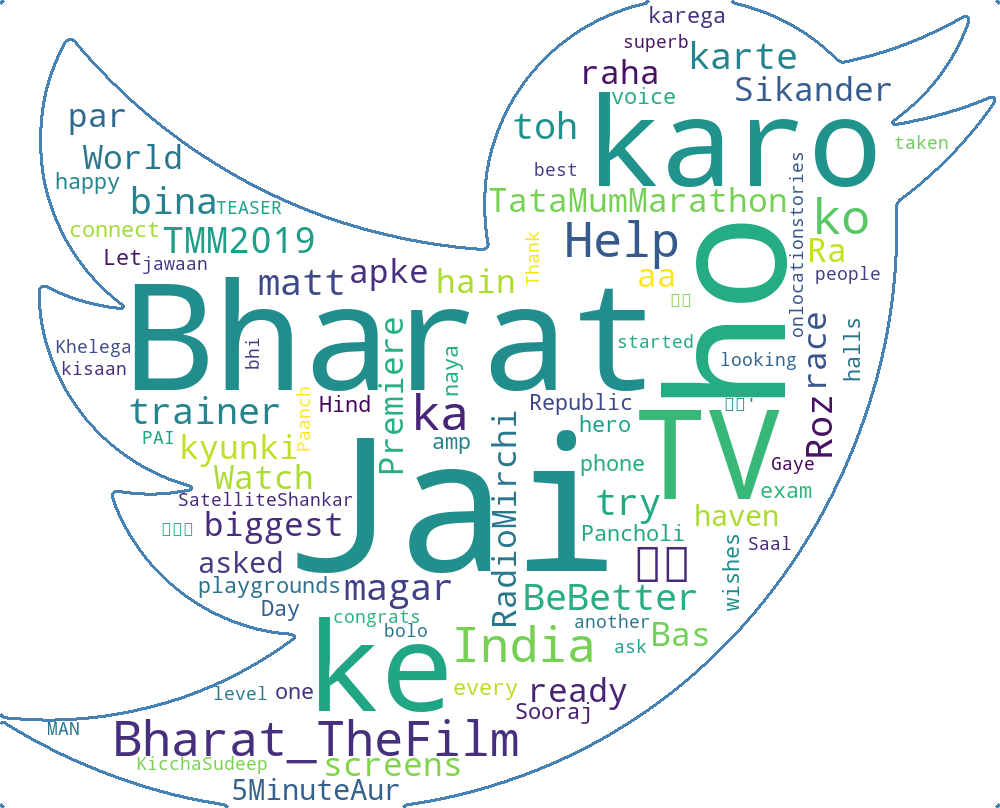 karega
superb
karte
raha
Sikander
voice
karo
par
toh
taken
World
best
happy
bina
TEASER
TataMumMarathon
onlocationstories
ko
connect
TMM2019
Help
Thank
ho
Ra
Let
jawaan
matt
apke
hain
aa
people
Bharat
Khelega
kisaan
bhi
Premiere
naya
started
looking
race
halls
trainer
Paanch
Hind
ka
Republic
TV
Roz
PAI
kyunki
amp
hero
Watch
Jai
RadioMirchi
phone
Gaye
exam
SatelliteShankar
try
haven
biggest
Pancholi
Saal
asked
wishes
playgrounds
magar
BeBetter
Day
congrats
bolo
another
ke
India
ask
Bas
level
one
every
ready
Sooraj
MAN
Bharat_TheFilm
KicchaSudeep
screens
5MinuteAur